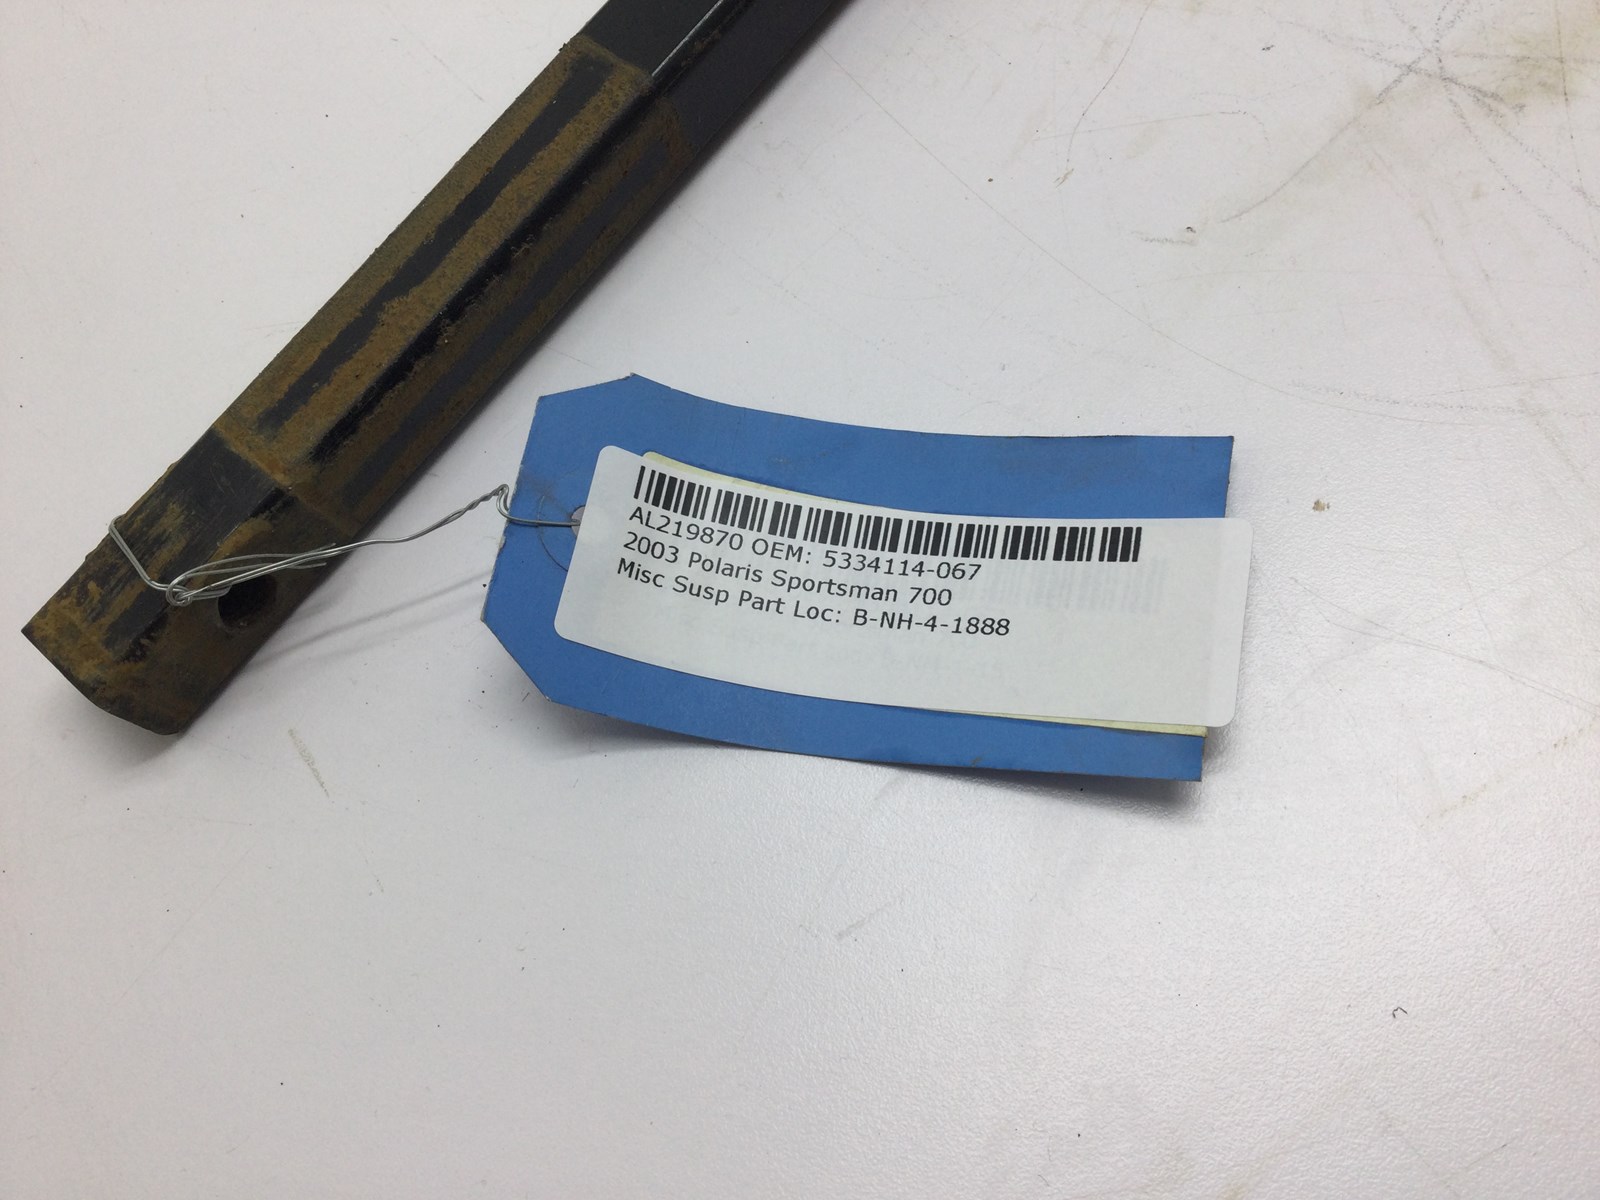 AL219870 OEM: 5334114-067
2003 Polaris Sportsman 700
Misc Susp Part Loc: B-NH-4-1888